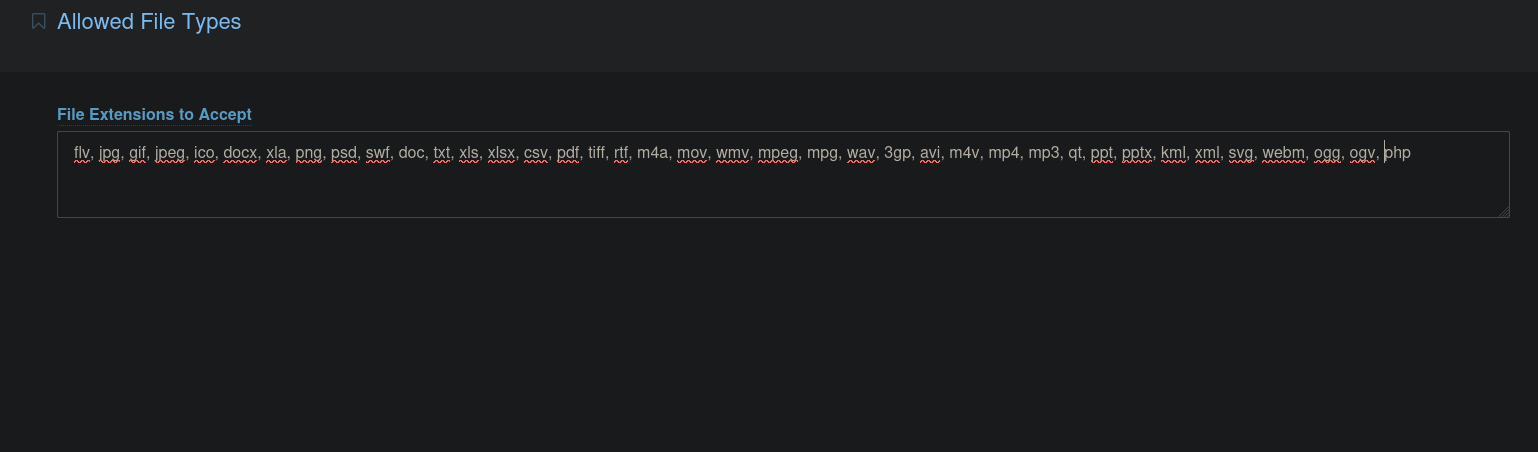 Allowed File Types
File Extensions to Accept
flv, jpg, gif, jpeg, ico, docx, xla, png, psd, swf, doc, txt, xls, xlsx, csv, pdf, tiff, rtf, m4a, mov, wmv, mpeg, mpg, wav, 3gp, avi, m4v, mp4, mp3, qt, ppt, pptx, kml, xml, svg, webm, ogg, ogv, php